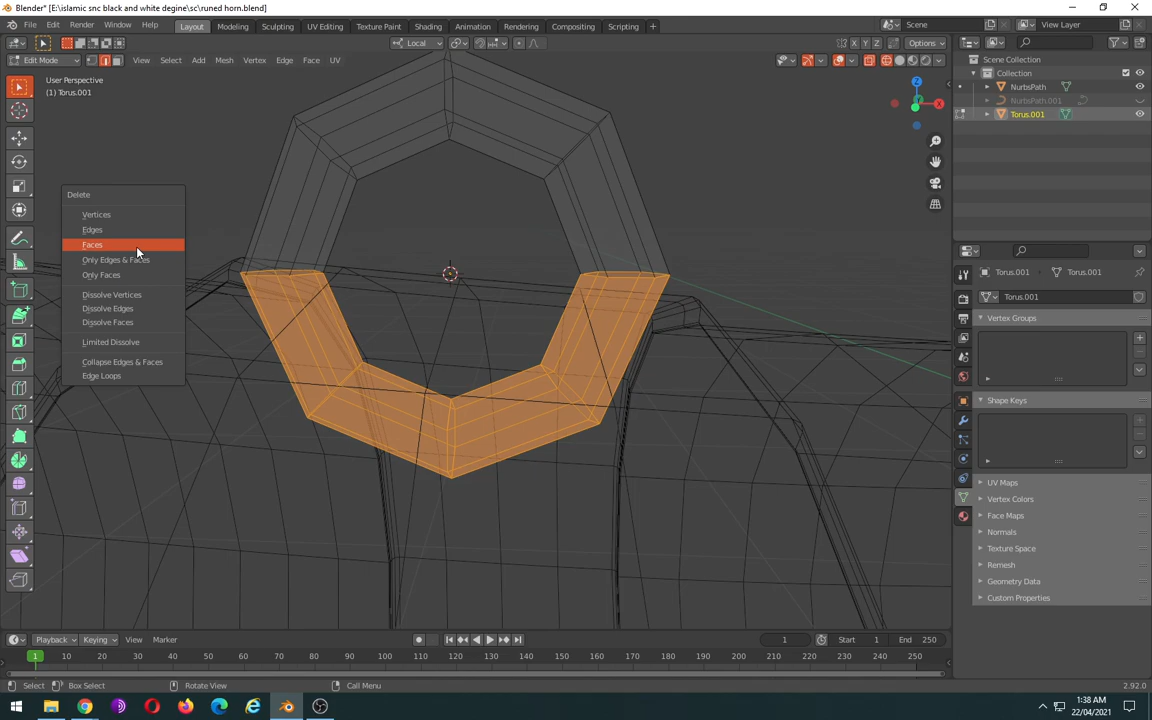 Blender* [E:\islamic snc black and white degine\sc\runed horn.blend]
File Edit Render Window Help
Layout Modeling Sculpting UV Editing Texture Paint Shading Animation Rendering Compositing Scripting +
Scene
View Layer
Local
X Y Z
Options
Edit Mode
View Select Add Mesh Vertex Edge Face UV
User Perspective
(1) Torus.001
Z
X
Delete
Vertices
Edges
Faces
Only Edges & Faces
Only Faces
Dissolve Vertices
Dissolve Edges
Dissolve Faces
Limited Dissolve
Collapse Edges & Faces
Edge Loops
Scene Collection
Collection
NurbsPath
NurbsPath.001
Torus.001
Torus.001
Torus.001
Torus.001
Vertex Groups
Shape Keys
UV Maps
Vertex Colors
Face Maps
Normals
Texture Space
Remesh
Geometry Data
Custom Properties
Playback Keying View Marker
1
Start 1
End 250
1 10 20 30 40 50 60 70 80 90 100 110 120 130 140 150 160 170 180 190 200 210 220 230 240 250
Select
Box Select
Rotate View
Call Menu
2.92.0
1:38 AM
22/04/2021